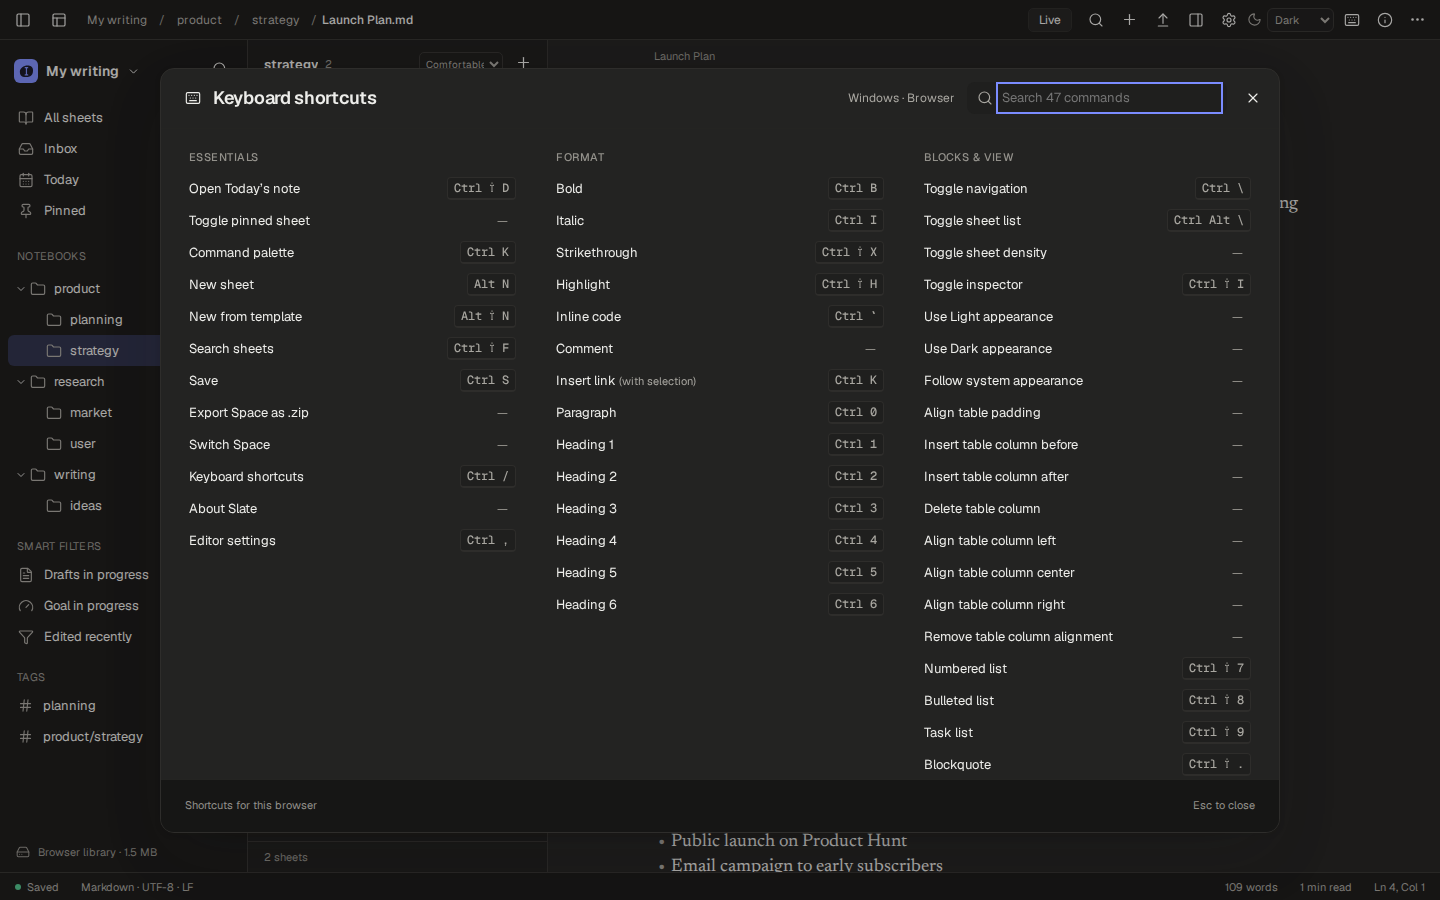 My writing / product / strategy / Launch Plan.md
Live
Dark
My writing
strategy 2
Comfortable
Launch Plan
All sheets
Inbox
Today
Pinned
NOTEBOOKS
product
planning
strategy
research
market
user
writing
ideas
SMART FILTERS
Drafts in progress
Goal in progress
Edited recently
TAGS
planning
product/strategy
Browser library · 1.5 MB
Keyboard shortcuts
Windows · Browser
Search 47 commands
ESSENTIALS
Open Today's note Ctrl ⇧ D
Toggle pinned sheet —
Command palette Ctrl K
New sheet Alt N
New from template Alt ⇧ N
Search sheets Ctrl ⇧ F
Save Ctrl S
Export Space as .zip —
Switch Space —
Keyboard shortcuts Ctrl /
About Slate —
Editor settings Ctrl ,
FORMAT
Bold Ctrl B
Italic Ctrl I
Strikethrough Ctrl ⇧ X
Highlight Ctrl ⇧ H
Inline code Ctrl `
Comment —
Insert link (with selection) Ctrl K
Paragraph Ctrl 0
Heading 1 Ctrl 1
Heading 2 Ctrl 2
Heading 3 Ctrl 3
Heading 4 Ctrl 4
Heading 5 Ctrl 5
Heading 6 Ctrl 6
BLOCKS & VIEW
Toggle navigation Ctrl \
Toggle sheet list Ctrl Alt \
Toggle sheet density —
Toggle inspector Ctrl ⇧ I
Use Light appearance —
Use Dark appearance —
Follow system appearance —
Align table padding —
Insert table column before —
Insert table column after —
Delete table column —
Align table column left —
Align table column center —
Align table column right —
Remove table column alignment —
Numbered list Ctrl ⇧ 7
Bulleted list Ctrl ⇧ 8
Task list Ctrl ⇧ 9
Blockquote Ctrl ⇧ .
Shortcuts for this browser
Esc to close
ng
• Public launch on Product Hunt
• Email campaign to early subscribers
2 sheets
Saved
Markdown · UTF-8 · LF
109 words
1 min read
Ln 4, Col 1